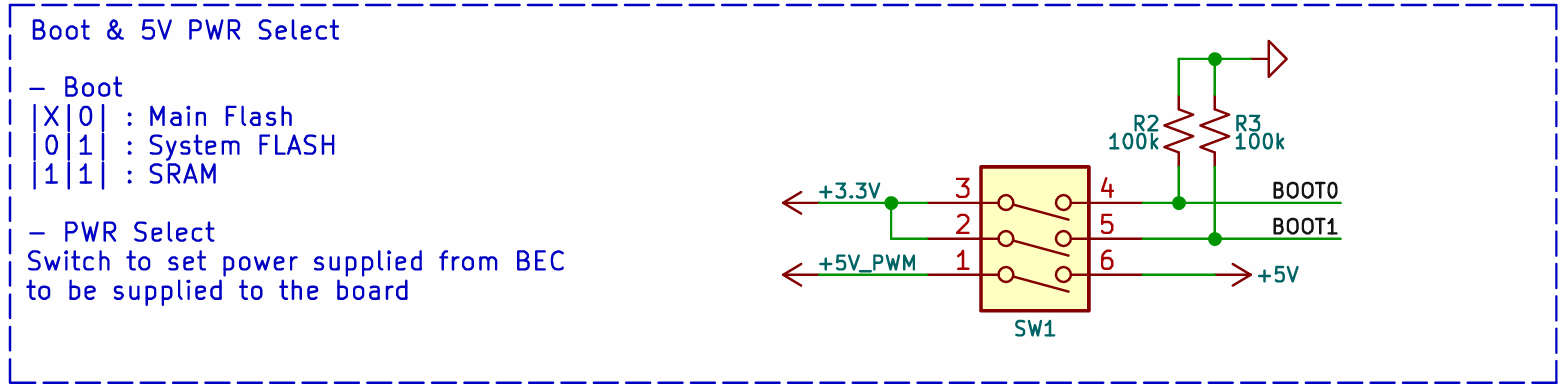 Boot & 5V PWR Select
- Boot
|X|0| : Main Flash
|0|1| : System FLASH
|1|1| : SRAM
- PWR Select
Switch to set power supplied from BEC
to be supplied to the board
R2
100k
R3
100k
+3.3V
3
4
BOOT0
2
5
BOOT1
+5V_PWM
1
6
+5V
SW1